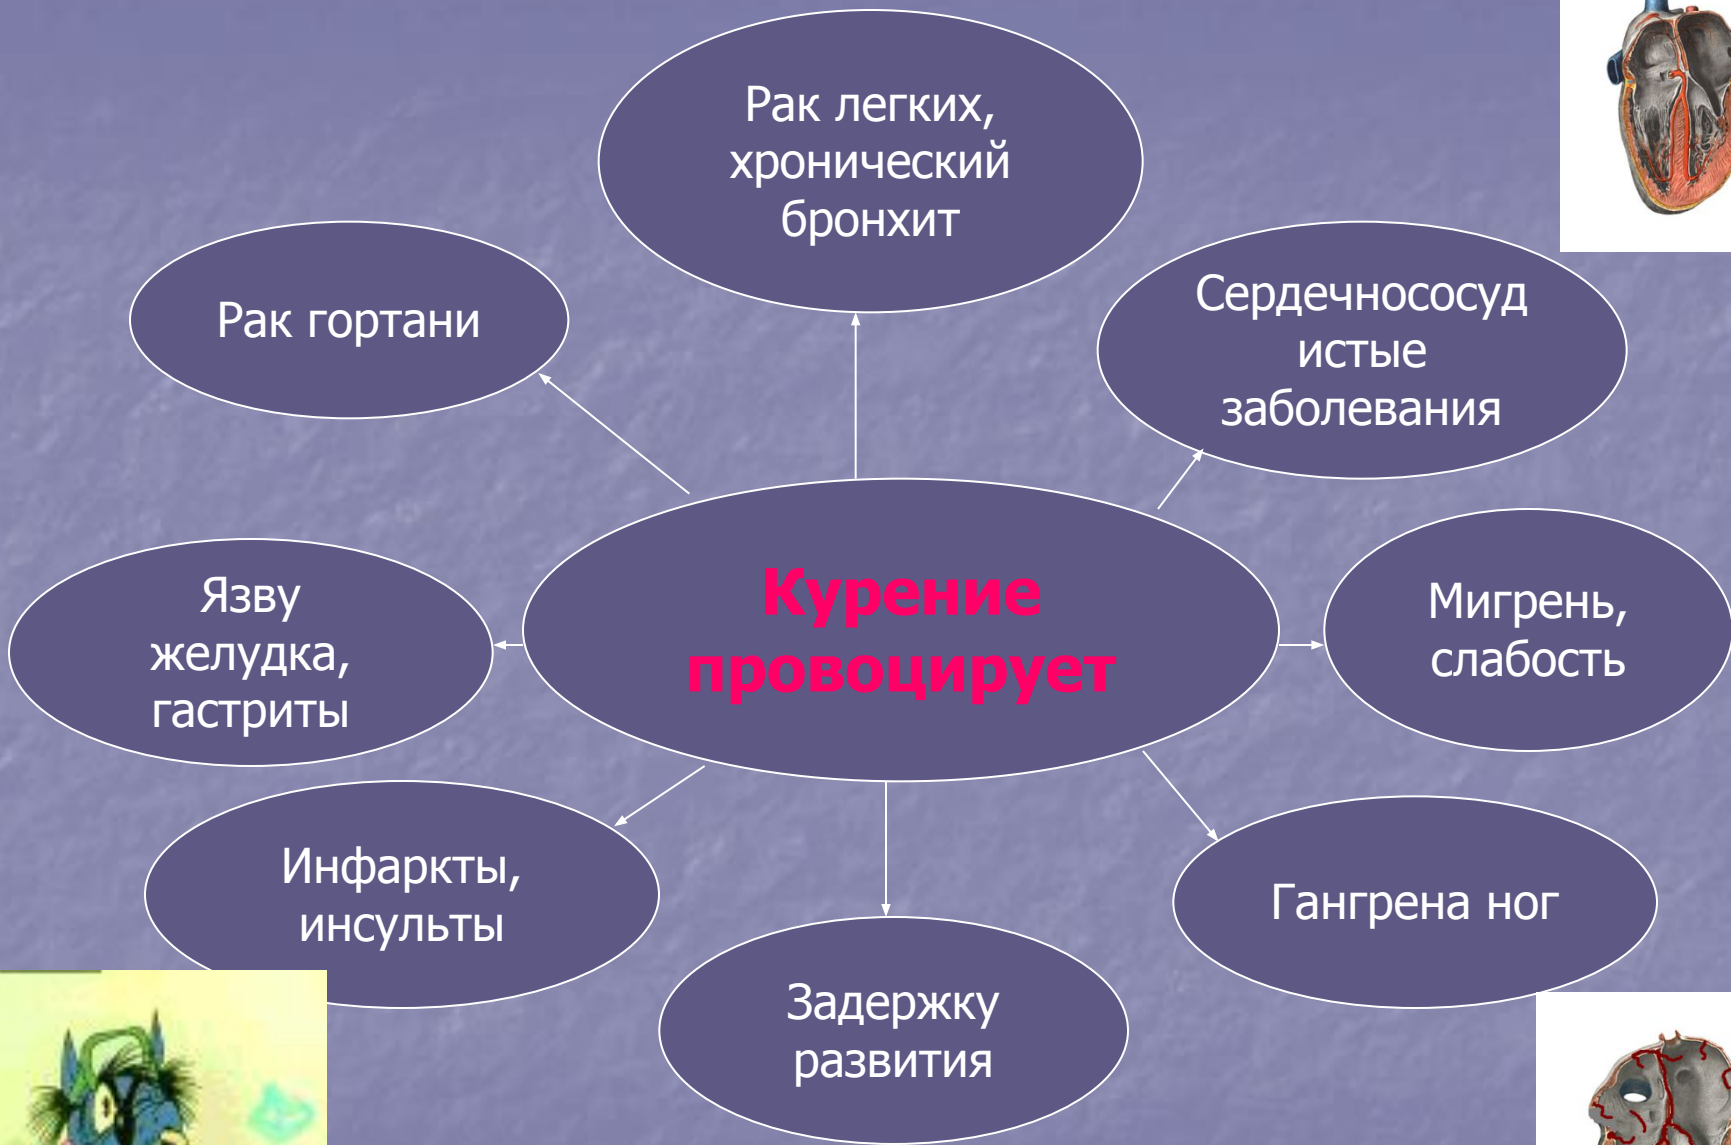 Рак легких,
хронический
бронхит
Рак гортани
Сердечнососуд
истые
заболевания
Курение
провоцирует
Язву
желудка,
гастриты
Мигрень,
слабость
Инфаркты,
инсульты
Гангрена ног
Задержку
развития